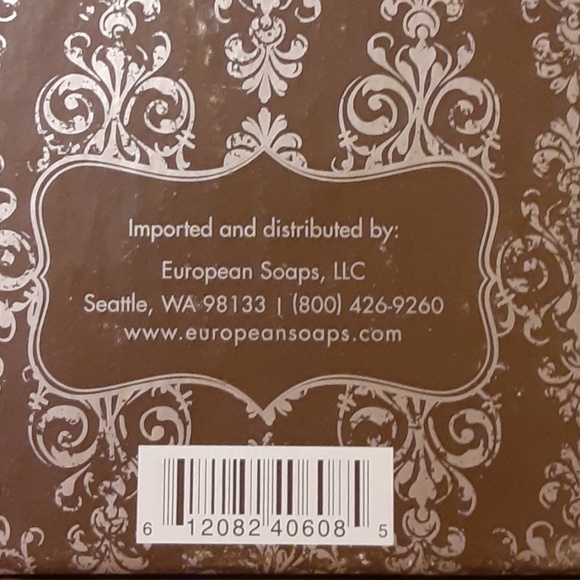 Imported and distributed by:
European Soaps, LLC
Seattle, WA 98133 | (800) 426-9260
www.europeansoaps.com
6 12082 40608 5